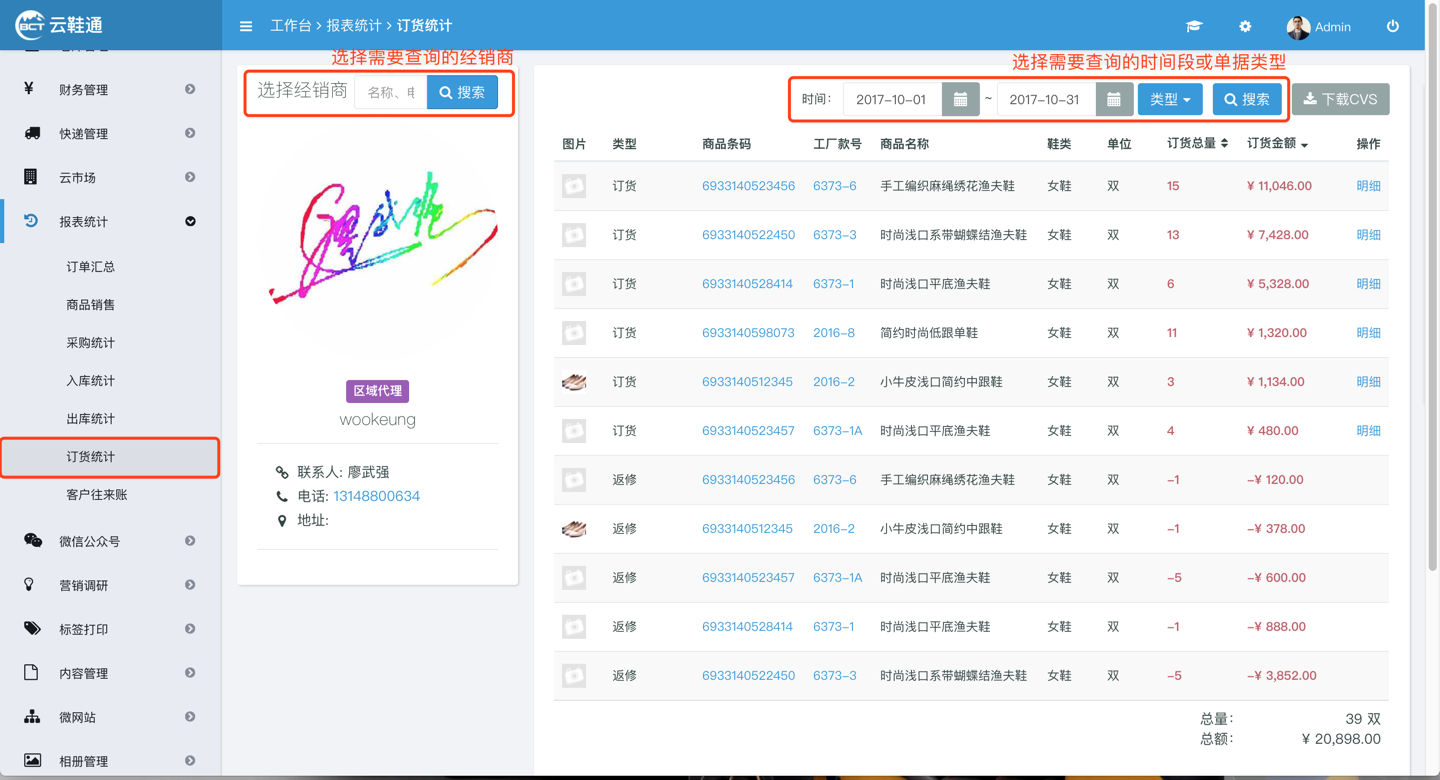 BCT 云鞋通
工作台 > 报表统计 > 订货统计
Admin
财务管理
快递管理
云市场
报表统计
订单汇总
商品销售
采购统计
入库统计
出库统计
订货统计
客户往来账
微信公众号
营销调研
标签打印
内容管理
微网站
相册管理
选择需要查询的经销商
选择经销商 名称、电 搜索
区域代理
wookeung
联系人: 廖武强
电话: 13148800634
地址:
选择需要查询的时间段或单据类型
时间: 2017-10-01 ~ 2017-10-31 类型 搜索 下载CVS
图片 类型 商品条码 工厂款号 商品名称 鞋类 单位 订货总量 订货金额 操作
订货 6933140523456 6373-6 手工编织麻绳绣花渔夫鞋 女鞋 双 15 ¥ 11,046.00 明细
订货 6933140522450 6373-3 时尚浅口系带蝴蝶结渔夫鞋 女鞋 双 13 ¥ 7,428.00 明细
订货 6933140528414 6373-1 时尚浅口平底渔夫鞋 女鞋 双 6 ¥ 5,328.00 明细
订货 6933140598073 2016-8 简约时尚低跟单鞋 女鞋 双 11 ¥ 1,320.00 明细
订货 6933140512345 2016-2 小牛皮浅口简约中跟鞋 女鞋 双 3 ¥ 1,134.00 明细
订货 6933140523457 6373-1A 时尚浅口平底渔夫鞋 女鞋 双 4 ¥ 480.00 明细
返修 6933140523456 6373-6 手工编织麻绳绣花渔夫鞋 女鞋 双 -1 -¥ 120.00
返修 6933140512345 2016-2 小牛皮浅口简约中跟鞋 女鞋 双 -1 -¥ 378.00
返修 6933140523457 6373-1A 时尚浅口平底渔夫鞋 女鞋 双 -5 -¥ 600.00
返修 6933140528414 6373-1 时尚浅口平底渔夫鞋 女鞋 双 -1 -¥ 888.00
返修 6933140522450 6373-3 时尚浅口系带蝴蝶结渔夫鞋 女鞋 双 -5 -¥ 3,852.00
总量: 39 双
总额: ¥ 20,898.00